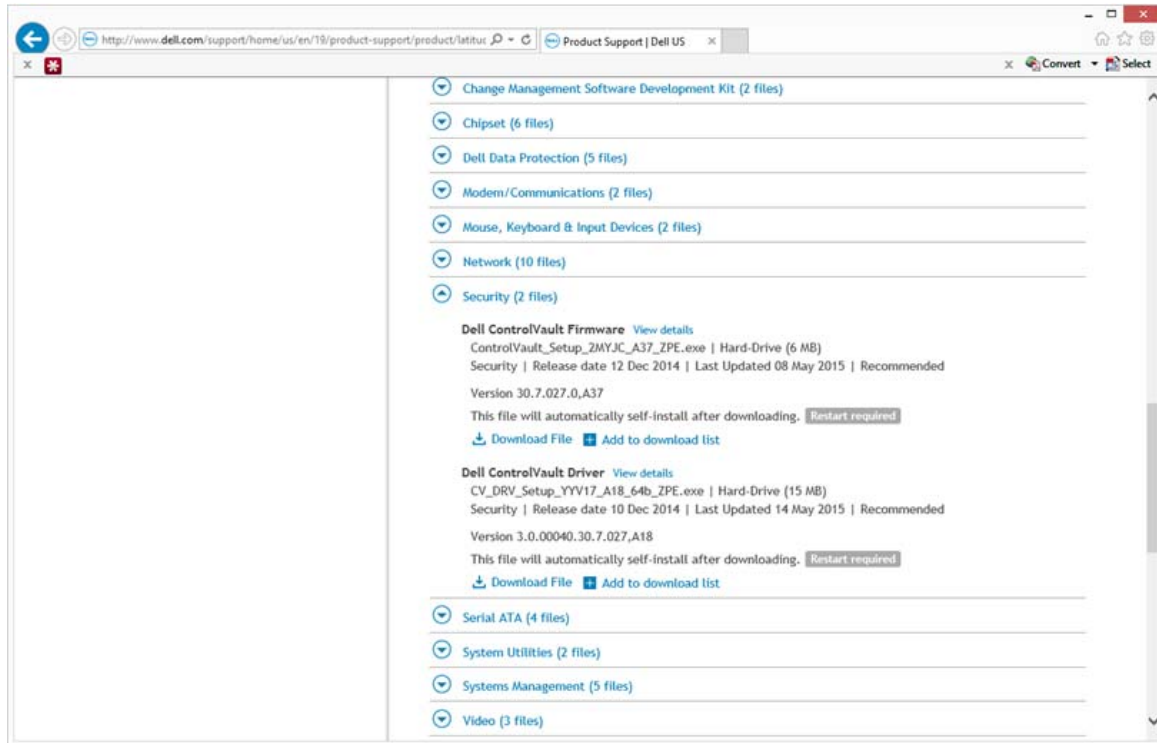 http://www.dell.com/support/home/us/en/19/product-support/product/latituc
Product Support | Dell US
Convert
Select
Change Management Software Development Kit (2 files)
Chipset (6 files)
Dell Data Protection (5 files)
Modem/Communications (2 files)
Mouse, Keyboard & Input Devices (2 files)
Network (10 files)
Security (2 files)
Dell ControlVault Firmware View details
ControlVault_Setup_2MYJC_A37_ZPE.exe | Hard-Drive (6 MB)
Security | Release date 12 Dec 2014 | Last Updated 08 May 2015 | Recommended
Version 30.7.027.0,A37
This file will automatically self-install after downloading. Restart required
Download File Add to download list
Dell ControlVault Driver View details
CV_DRV_Setup_YYV17_A18_64b_ZPE.exe | Hard-Drive (15 MB)
Security | Release date 10 Dec 2014 | Last Updated 14 May 2015 | Recommended
Version 3.0.00040.30.7.027,A18
This file will automatically self-install after downloading. Restart required
Download File Add to download list
Serial ATA (4 files)
System Utilities (2 files)
Systems Management (5 files)
Video (3 files)